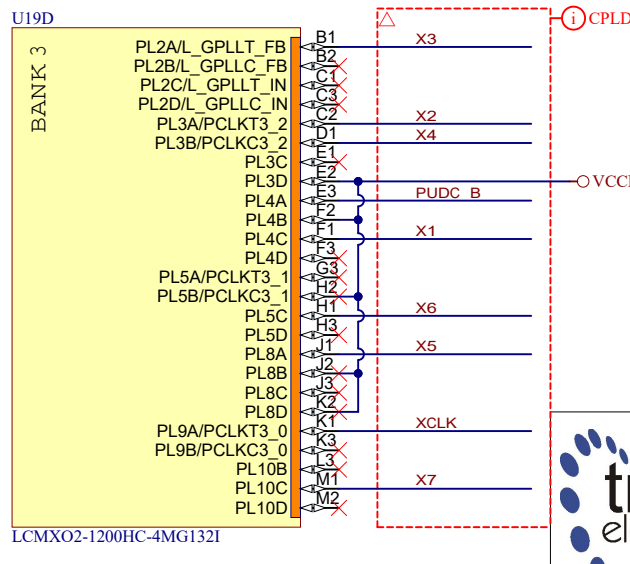 U19D
i CPLD
BANK 3
PL2A/L_GPLLT_FB B1 X3
PL2B/L_GPLLC_FB B2
PL2C/L_GPLLT_IN C1
PL2D/L_GPLLC_IN C3
PL3A/PCLKT3_2 C2 X2
PL3B/PCLKC3_2 D1 X4
PL3C E1
PL3D E2
PL4A E3 PUDC_B
PL4B F2
PL4C F1 X1
PL4D F3
PL5A/PCLKT3_1 G3
PL5B/PCLKC3_1 H2
PL5C H1 X6
PL5D H3
PL8A J1 X5
PL8B J2
PL8C J3
PL8D K2
PL9A/PCLKT3_0 K1 XCLK
PL9B/PCLKC3_0 K3
PL10B L3
PL10C M1 X7
PL10D M2
LCMXO2-1200HC-4MG132I